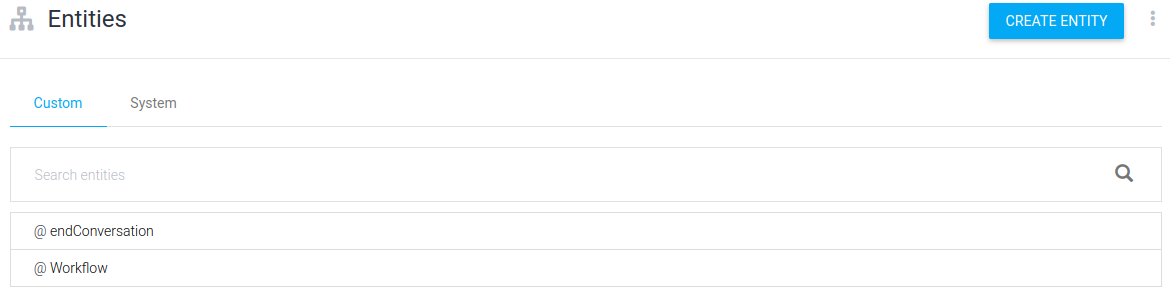 Entities
CREATE ENTITY
Custom System
Search entities
@ endConversation
@ Workflow